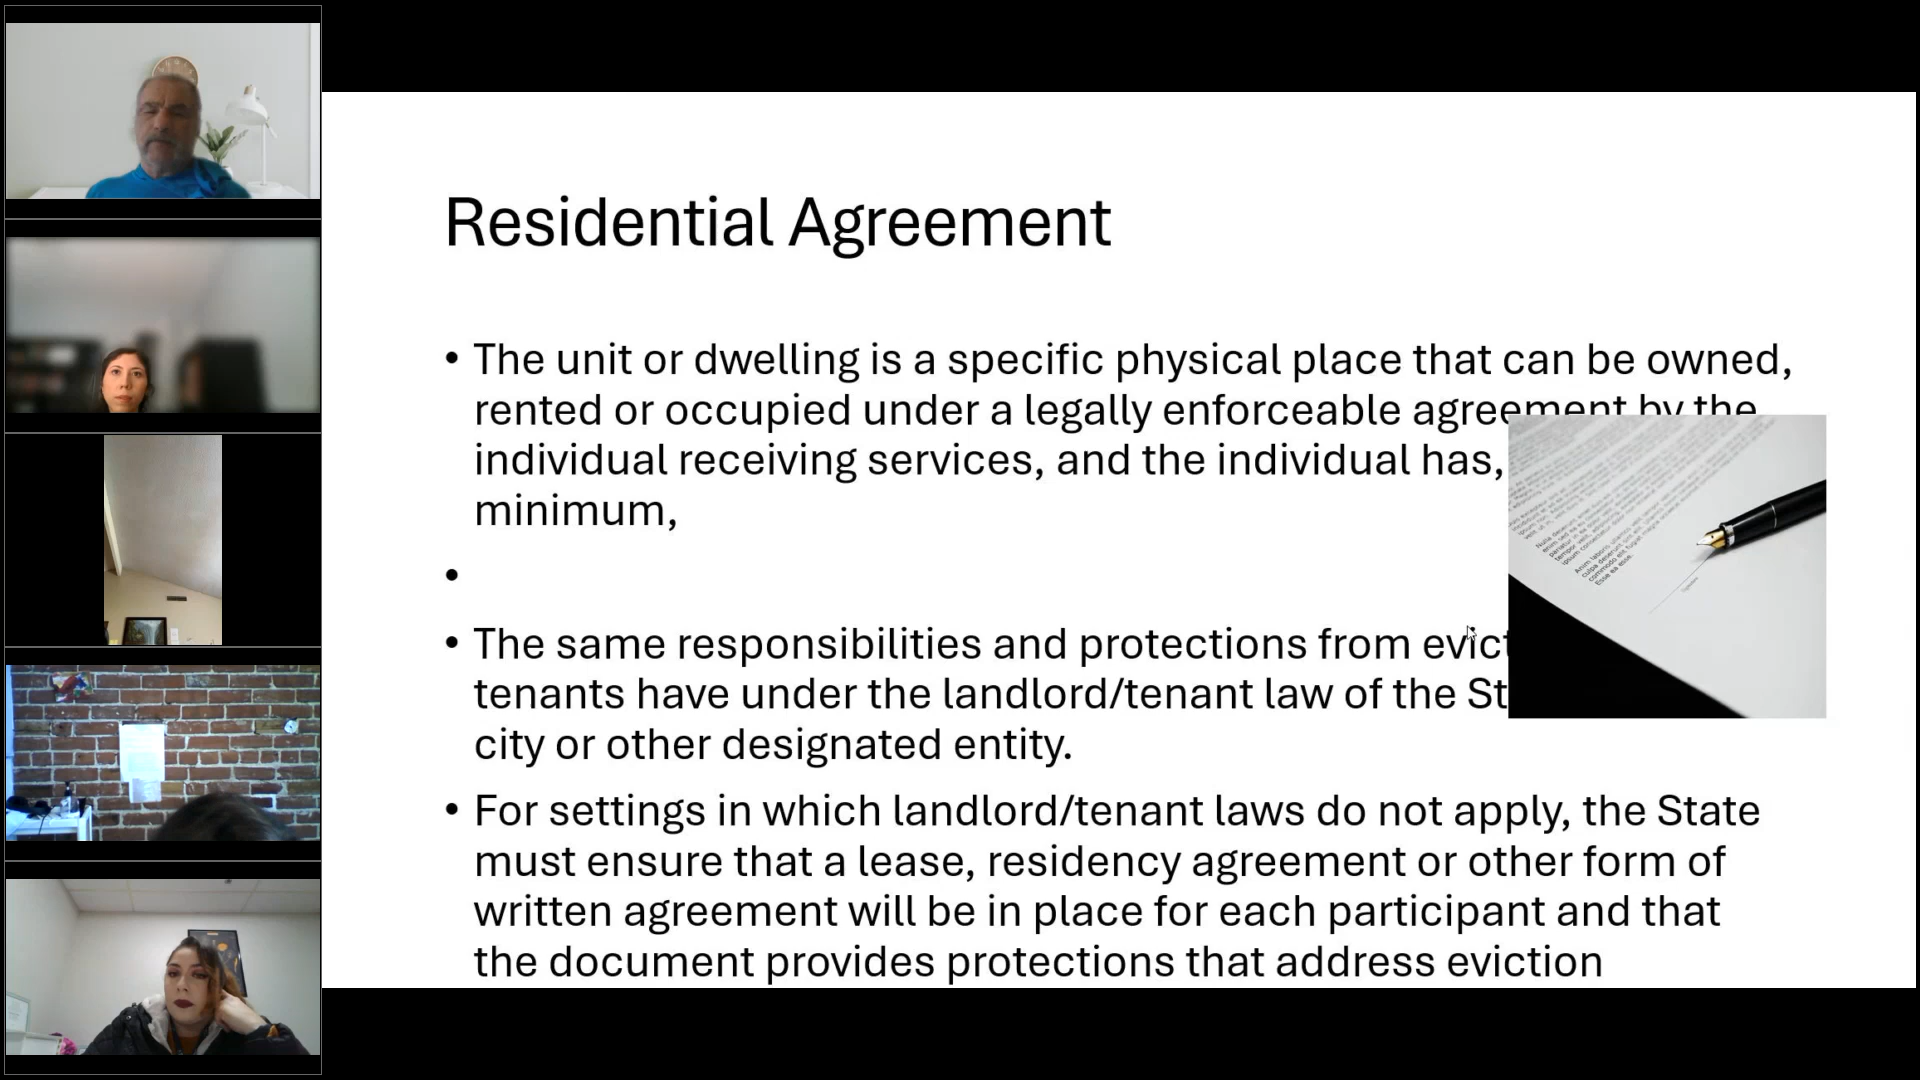 Residential Agreement
• The unit or dwelling is a specific physical place that can be owned,
rented or occupied under a legally enforceable agreement by the
individual receiving services, and the individual has,
minimum,
•
• The same responsibilities and protections from evict
tenants have under the landlord/tenant law of the St
city or other designated entity.
• For settings in which landlord/tenant laws do not apply, the State
must ensure that a lease, residency agreement or other form of
written agreement will be in place for each participant and that
the document provides protections that address eviction